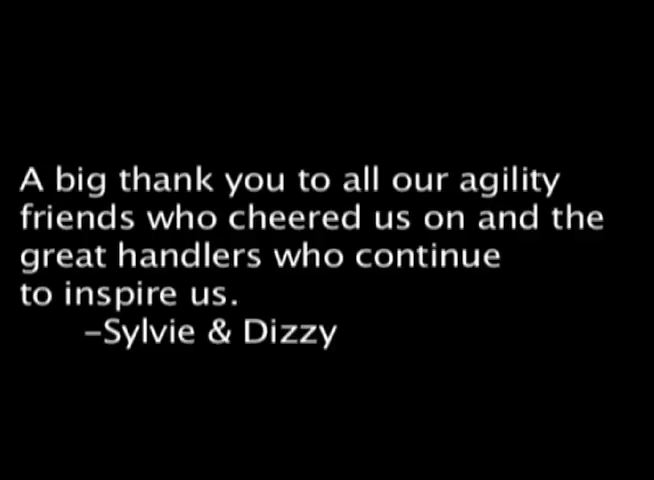 A big thank you to all our agility
friends who cheered us on and the
great handlers who continue
to inspire us.
–Sylvie & Dizzy